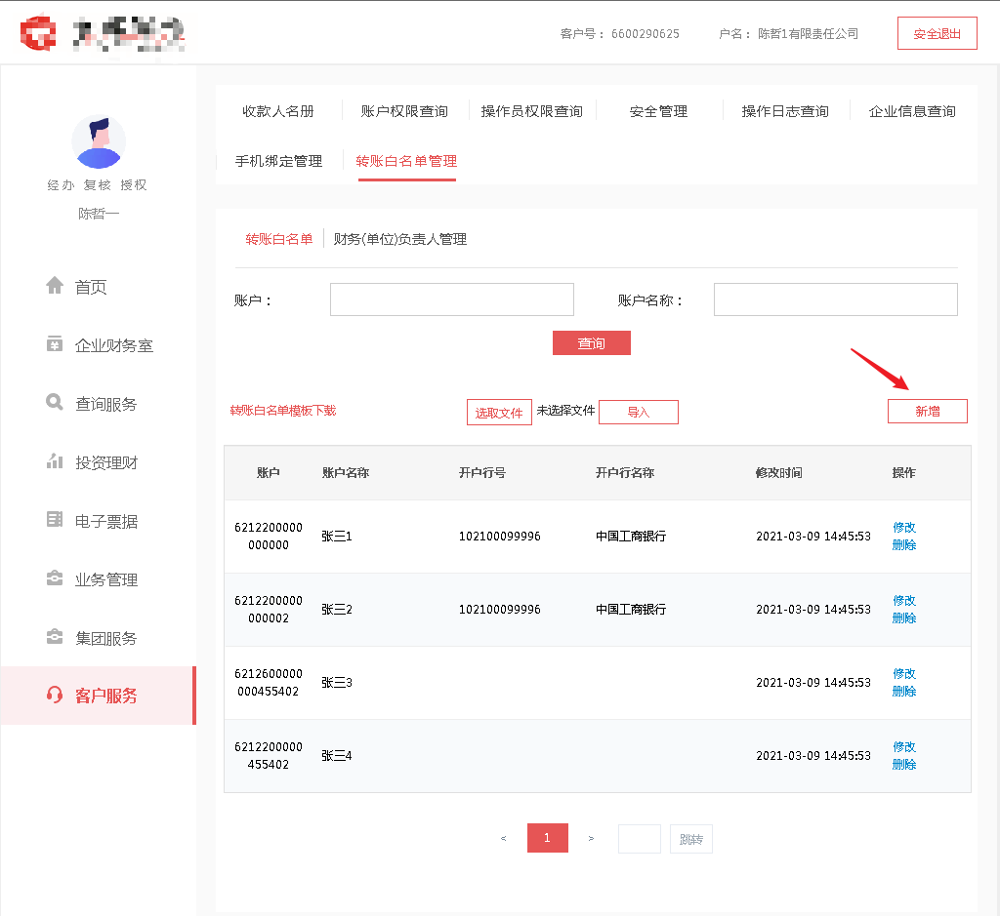 客户号： 6600290625 户名： 陈哲1有限责任公司 安全退出
收款人名册 账户权限查询 操作员权限查询 安全管理 操作日志查询 企业信息查询
手机绑定管理 转账白名单管理
经办 复核 授权
陈哲一
首页
企业财务室
查询服务
投资理财
电子票据
业务管理
集团服务
客户服务
转账白名单 财务(单位)负责人管理
账户： 账户名称：
查询
转账白名单模板下载 选取文件 未选择文件 导入 新增
账户 账户名称 开户行号 开户行名称 修改时间 操作
6212200000 修改
000000 张三1 102100099996 中国工商银行 2021-03-09 14:45:53 删除
6212200000 修改
000002 张三2 102100099996 中国工商银行 2021-03-09 14:45:53 删除
6212600000 修改
000455402 张三3 2021-03-09 14:45:53 删除
6212200000 修改
455402 张三4 2021-03-09 14:45:53 删除
< 1 > 跳转